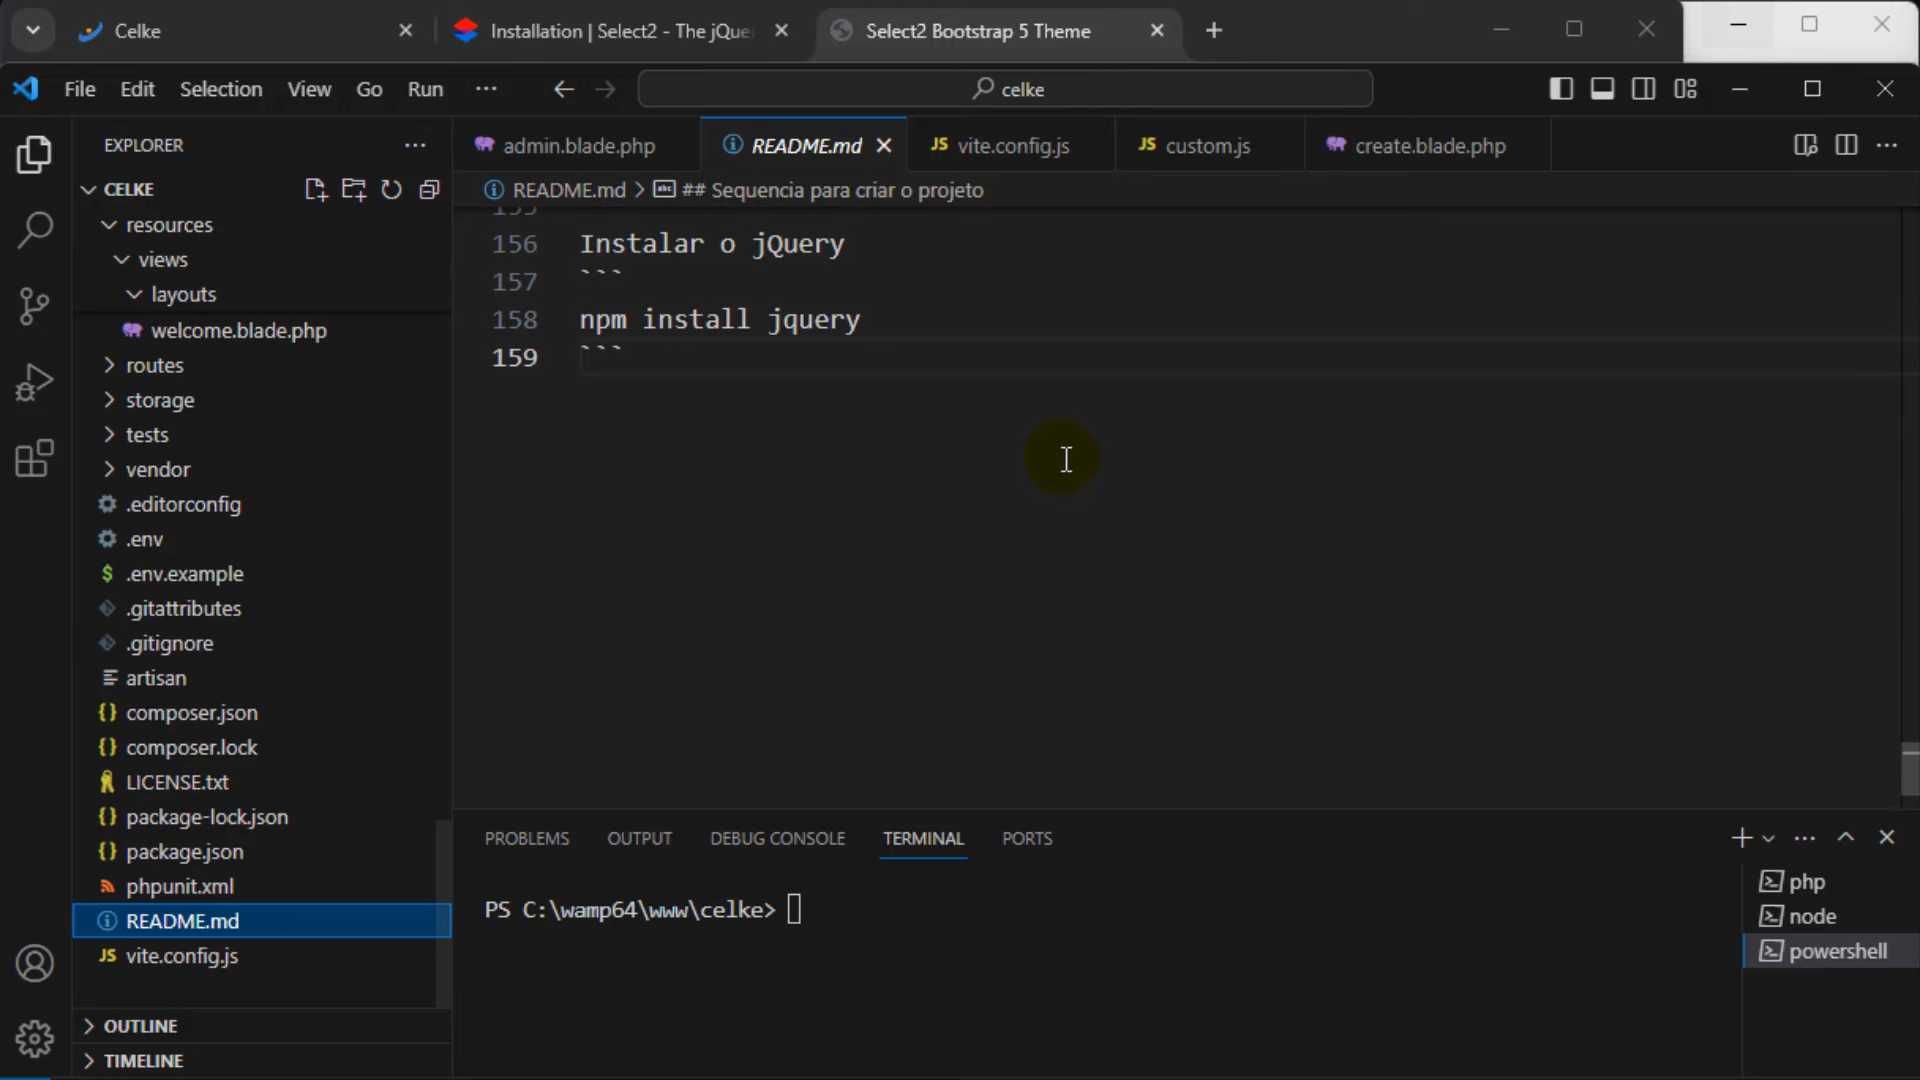 Celke
Installation | Select2 - The jQue
Select2 Bootstrap 5 Theme
File Edit Selection View Go Run ···
celke
EXPLORER
CELKE
resources
views
layouts
welcome.blade.php
routes
storage
tests
vendor
.editorconfig
.env
.env.example
.gitattributes
.gitignore
artisan
composer.json
composer.lock
LICENSE.txt
package-lock.json
package.json
phpunit.xml
README.md
vite.config.js
OUTLINE
TIMELINE
admin.blade.php
README.md
JS vite.config.js
JS custom.js
create.blade.php
README.md > ## Sequencia para criar o projeto
155
156 Instalar o jQuery
157 ```
158 npm install jquery
159 ```
PROBLEMS OUTPUT DEBUG CONSOLE TERMINAL PORTS
PS C:\wamp64\www\celke>
php
node
powershell